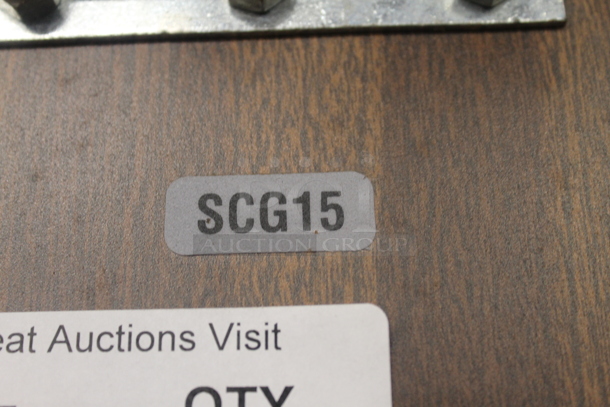 SCG15
AUCTION GROUP
eat Auctions Visit
QTY